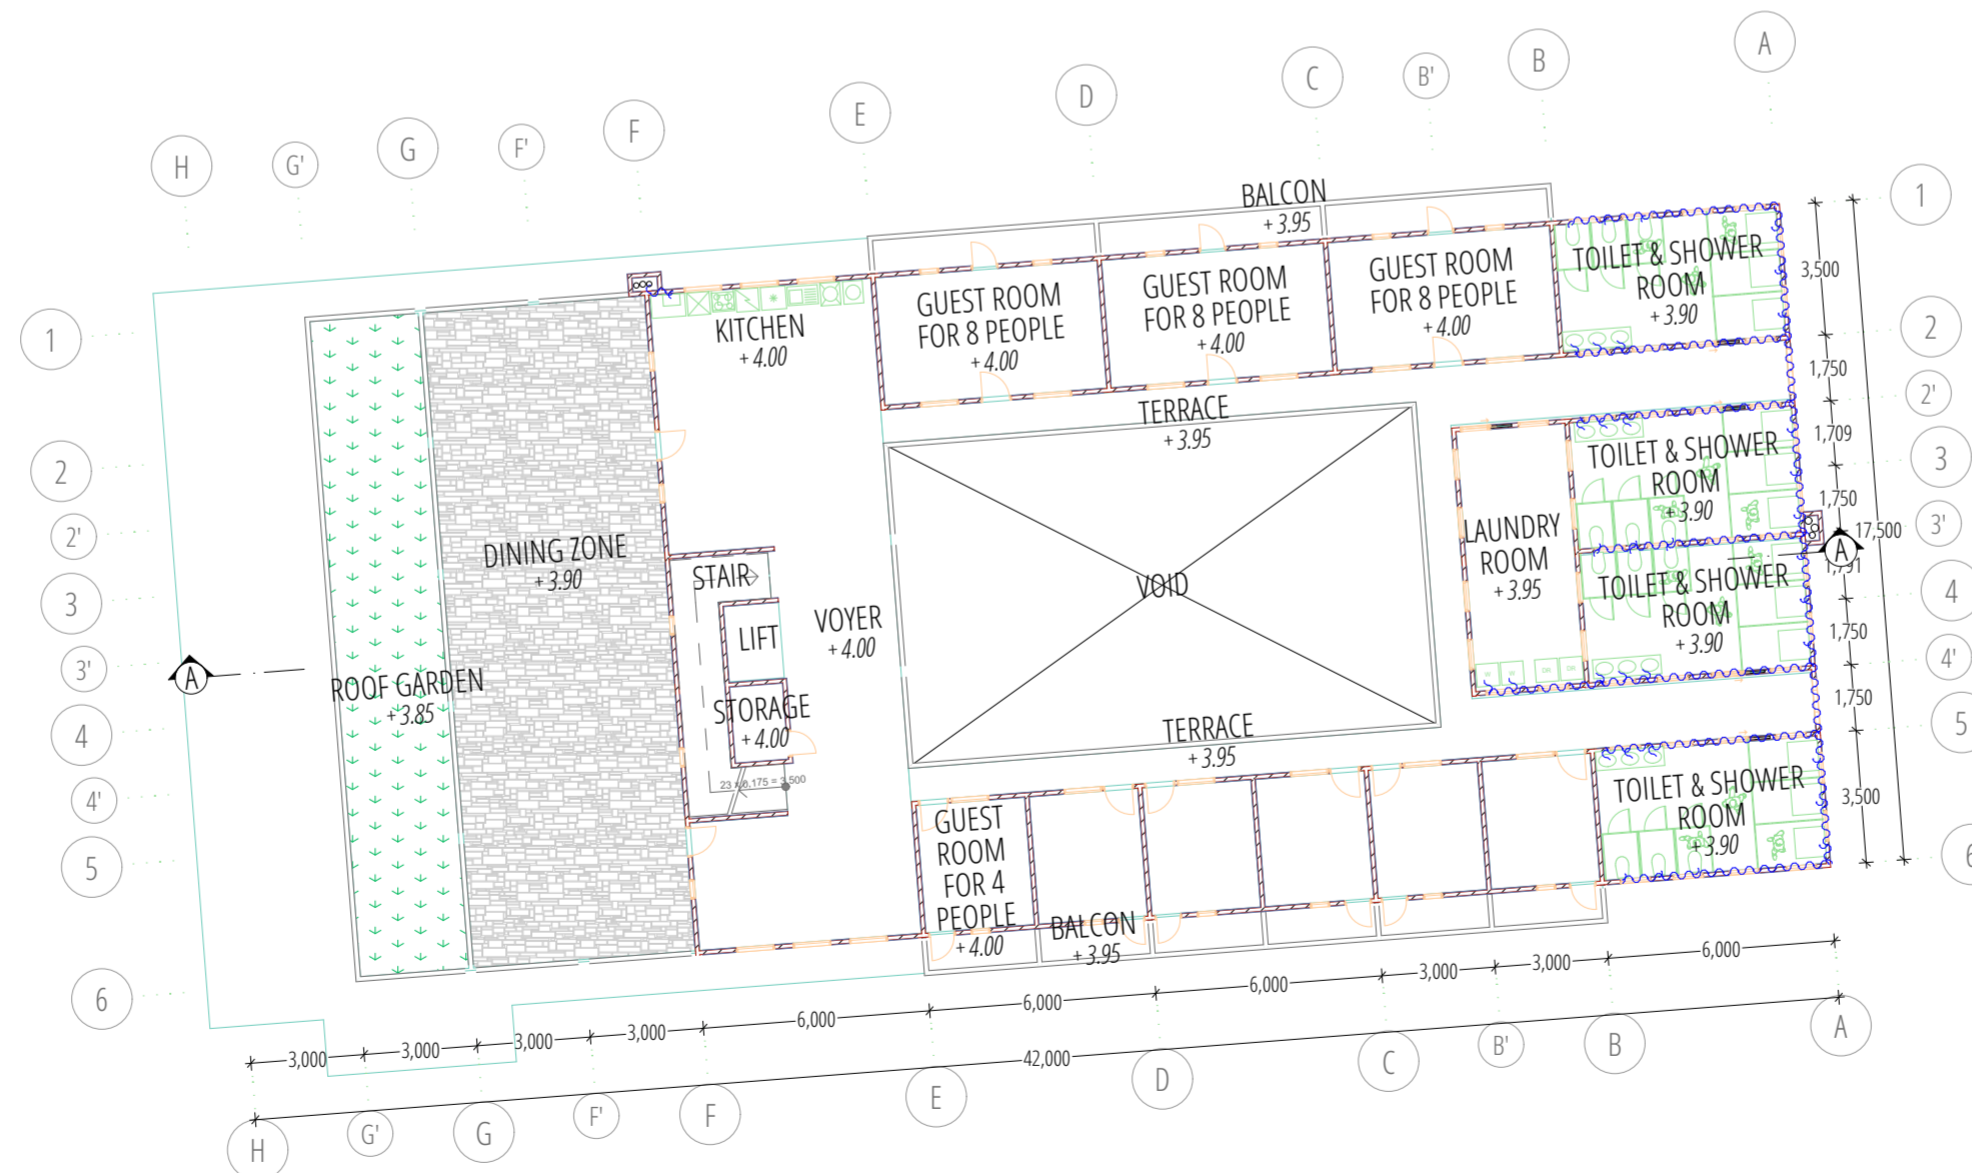 A
B
B'
C
D
E
F
F'
G
G'
H
1
2
2'
3
3'
4
4'
5
6
1
2
2'
3
3'
4
4'
5
BALCON
+ 3.95
TOILET & SHOWER
ROOM
+ 3.90
GUEST ROOM
FOR 8 PEOPLE
+ 4.00
GUEST ROOM
FOR 8 PEOPLE
+ 4.00
GUEST ROOM
FOR 8 PEOPLE
+ 4.00
KITCHEN
+ 4.00
TERRACE
+ 3.95
TOILET & SHOWER
ROOM
+ 3.90
LAUNDRY
ROOM
+ 3.95
TOILET & SHOWER
ROOM
+ 3.90
DINING ZONE
+ 3.90
STAIR
LIFT
VOYER
+ 4.00
VOID
ROOF GARDEN
+ 3.85
STORAGE
+ 4.00
23 x 0.175 = 3.500
TERRACE
+ 3.95
TOILET & SHOWER
ROOM
+ 3.90
GUEST
ROOM
FOR 4
PEOPLE
+ 4.00
BALCON
+ 3.95
A
A
3,500
1,750
1,709
1,750
17,500
1,791
1,750
1,750
3,500
3,000
3,000
3,000
3,000
6,000
6,000
6,000
3,000
3,000
6,000
42,000
H
G'
G
F'
F
E
D
C
B'
B
A